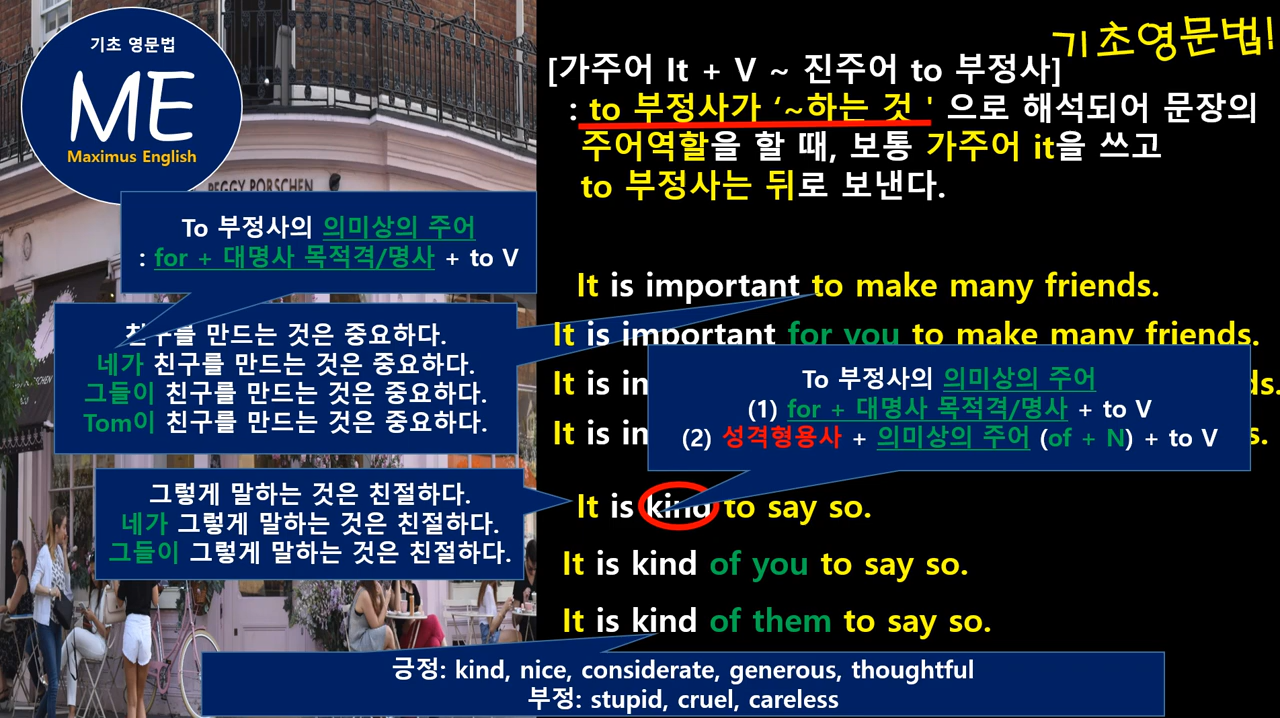 기초 영문법
ME
Maximus English
기초영문법!
[가주어 It + V ~ 진주어 to 부정사]
: to 부정사가 ‘~하는 것 ' 으로 해석되어 문장의
주어역할을 할 때, 보통 가주어 it을 쓰고
to 부정사는 뒤로 보낸다.
PEGGY PORSCHEN
To 부정사의 의미상의 주어
: for + 대명사 목적격/명사 + to V
친구를 만드는 것은 중요하다.
네가 친구를 만드는 것은 중요하다.
그들이 친구를 만드는 것은 중요하다.
Tom이 친구를 만드는 것은 중요하다.
It is important to make many friends.
It is important for you to make many friends.
It is
It is
To 부정사의 의미상의 주어
(1) for + 대명사 목적격/명사 + to V
(2) 성격형용사 + 의미상의 주어 (of + N) + to V
그렇게 말하는 것은 친절하다.
네가 그렇게 말하는 것은 친절하다.
그들이 그렇게 말하는 것은 친절하다.
It is kind to say so.
It is kind of you to say so.
It is kind of them to say so.
긍정: kind, nice, considerate, generous, thoughtful
부정: stupid, cruel, careless